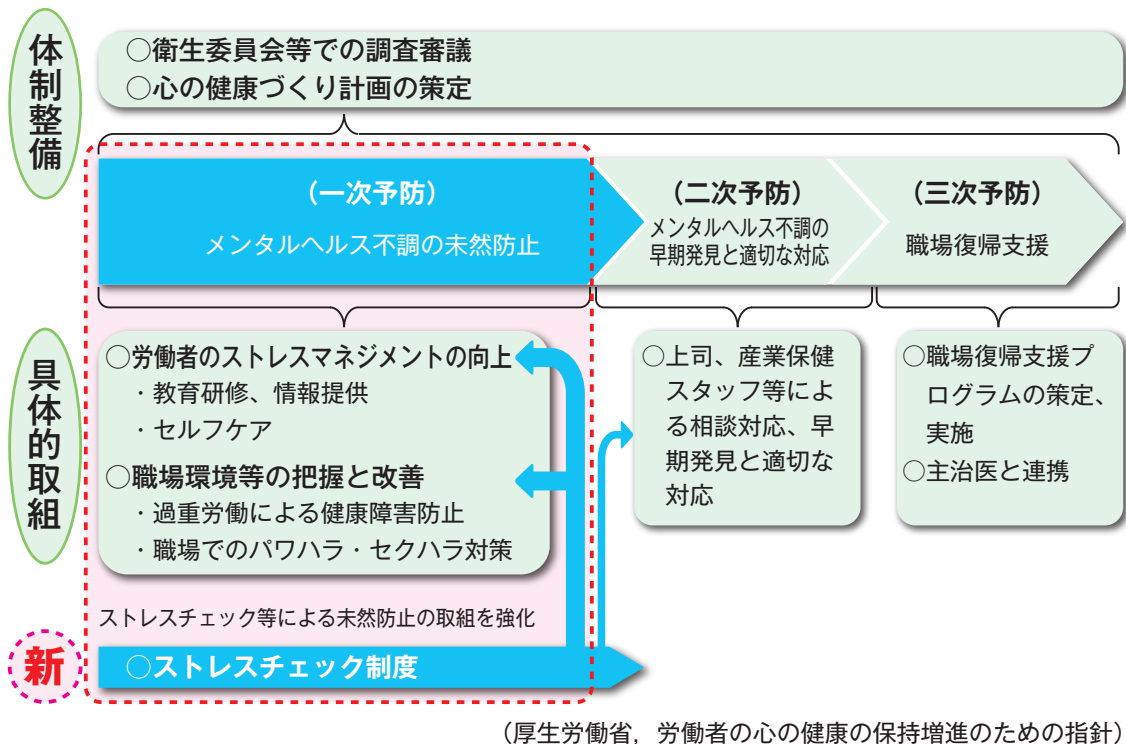 体制整備
○衛生委員会等での調査審議
○心の健康づくり計画の策定
(一次予防)
メンタルヘルス不調の未然防止
(二次予防)
メンタルヘルス不調の
早期発見と適切な対応
(三次予防)
職場復帰支援
具体的取組
○労働者のストレスマネジメントの向上
・教育研修、情報提供
・セルフケア
○職場環境等の把握と改善
・過重労働による健康障害防止
・職場でのパワハラ・セクハラ対策
○上司、産業保健
スタッフ等によ
る相談対応、早
期発見と適切な
対応
○職場復帰支援プ
ログラムの策定、
実施
○主治医と連携
ストレスチェック等による未然防止の取組を強化
新
○ストレスチェック制度
(厚生労働省，労働者の心の健康の保持増進のための指針)